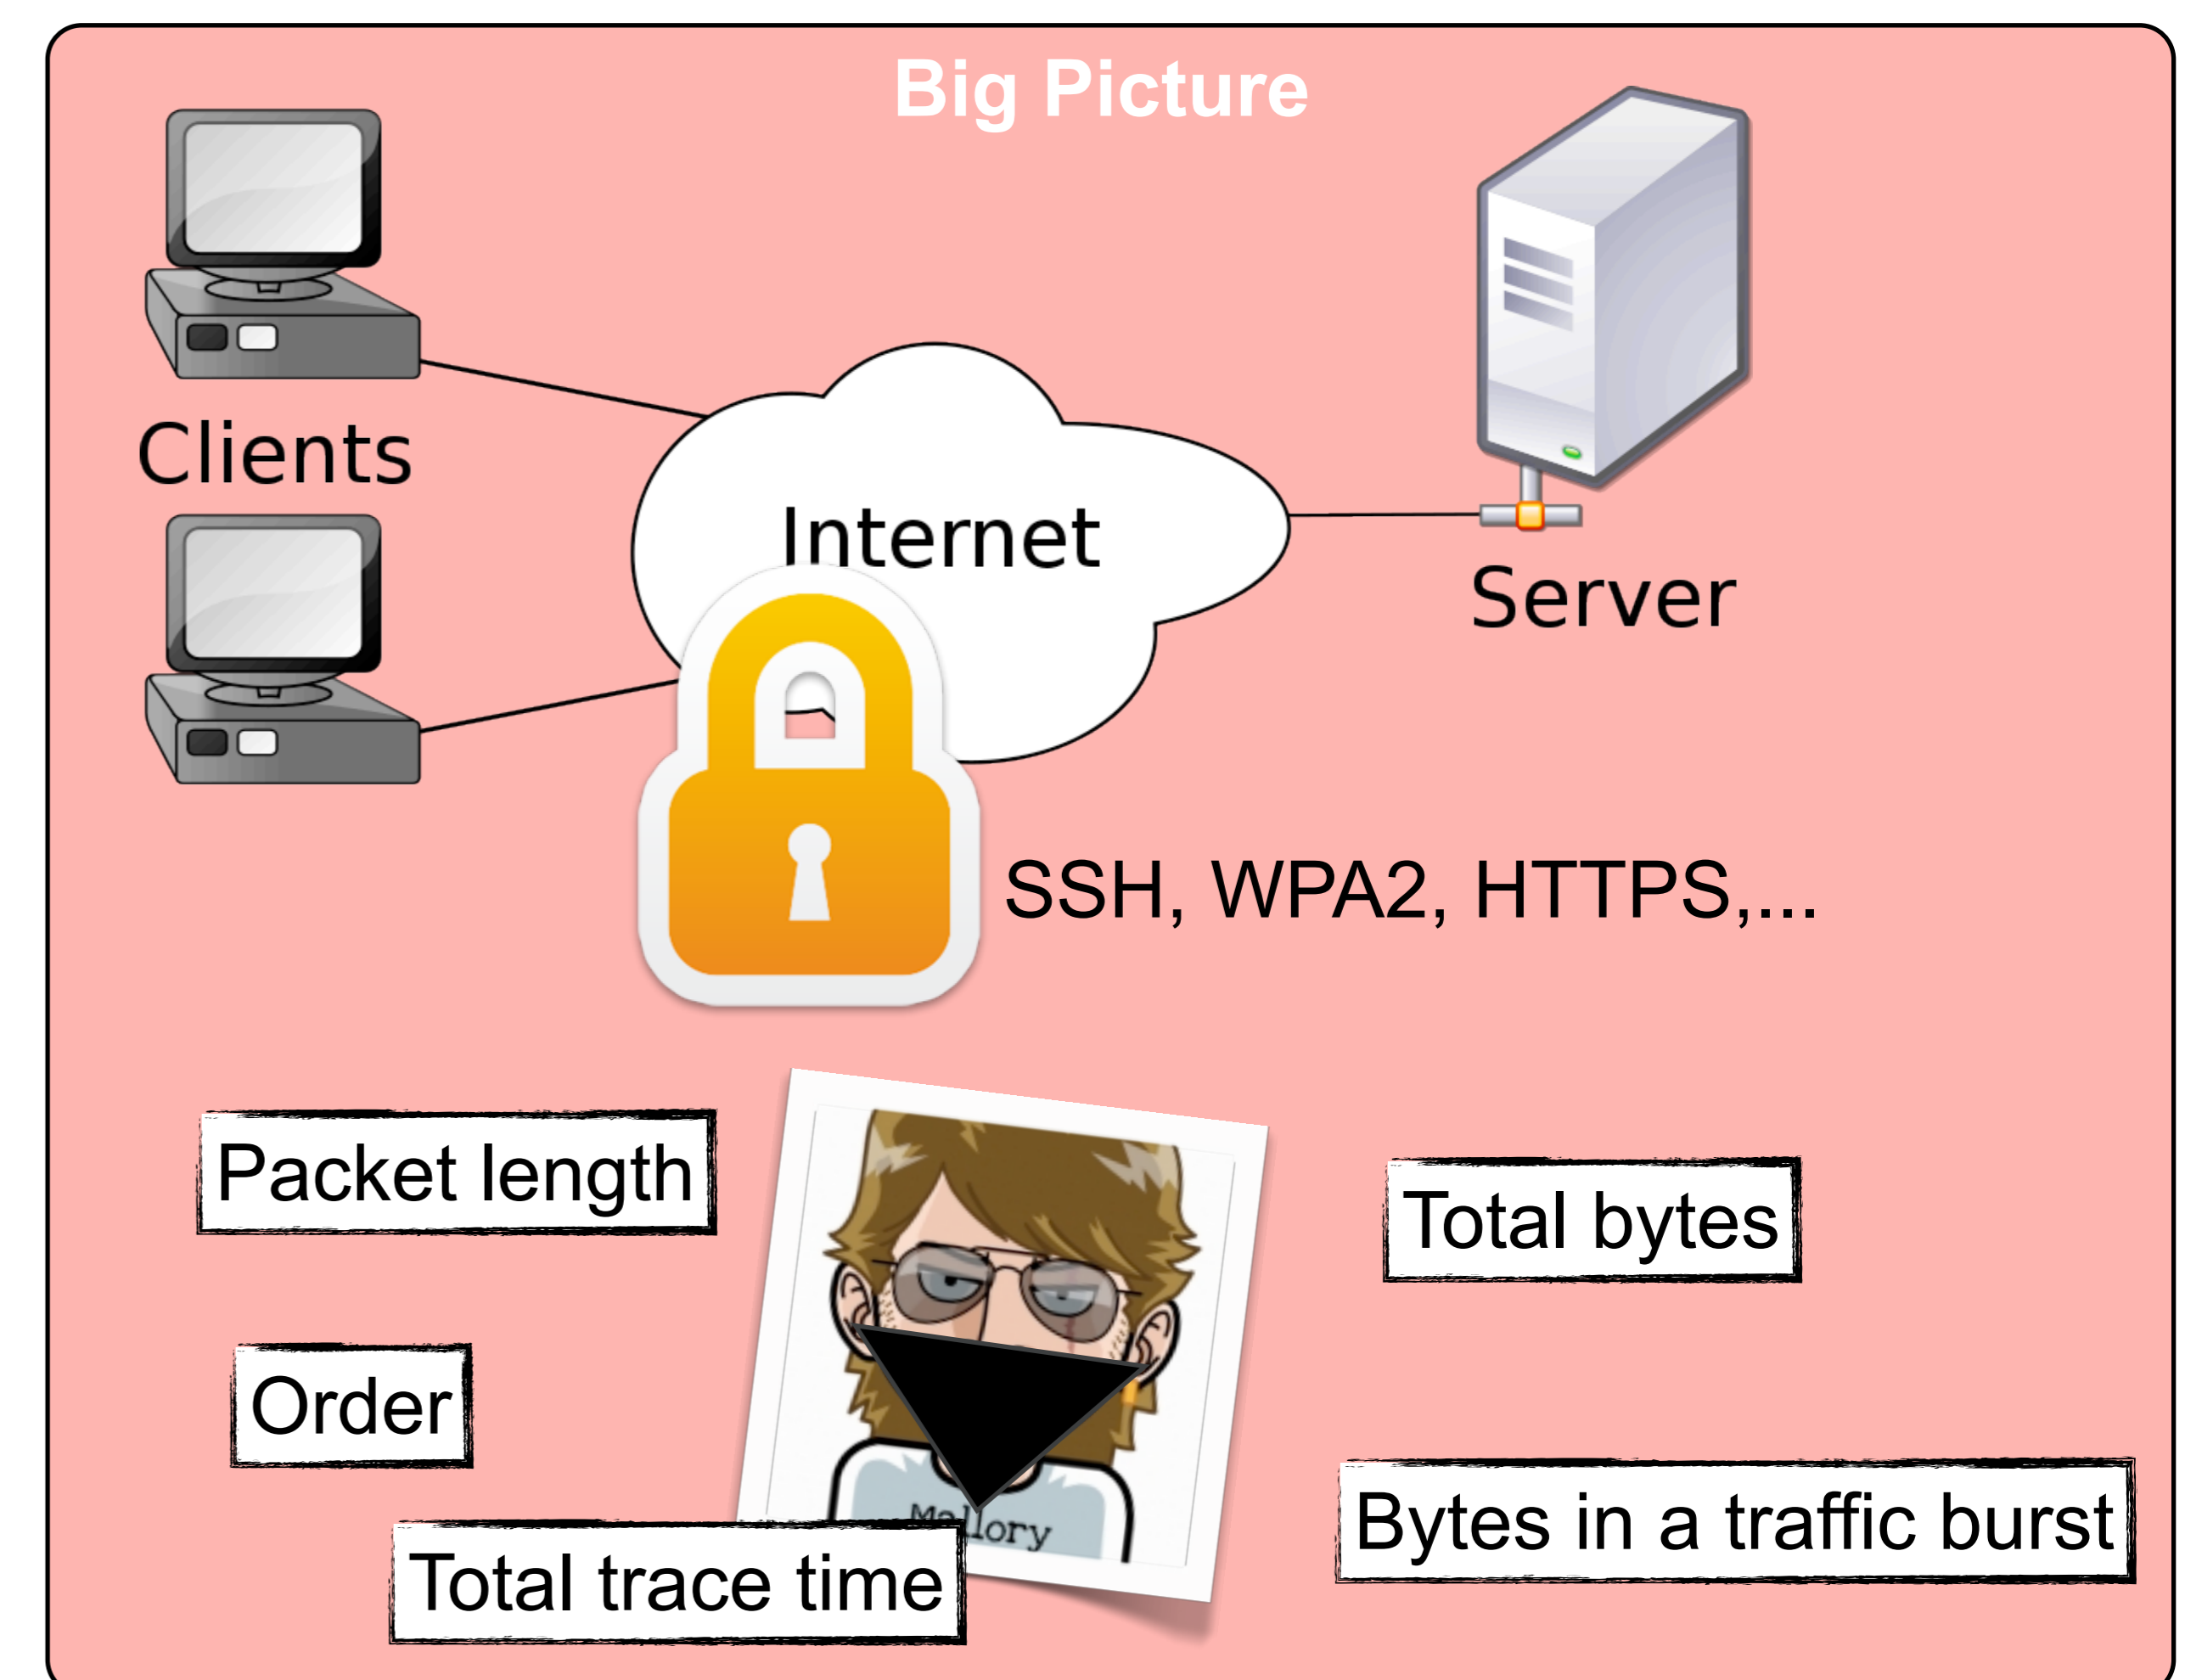 Big Picture
Clients
Internet
Server
SSH, WPA2, HTTPS,...
Packet length
Total bytes
Order
Mallory
Bytes in a traffic burst
Total trace time